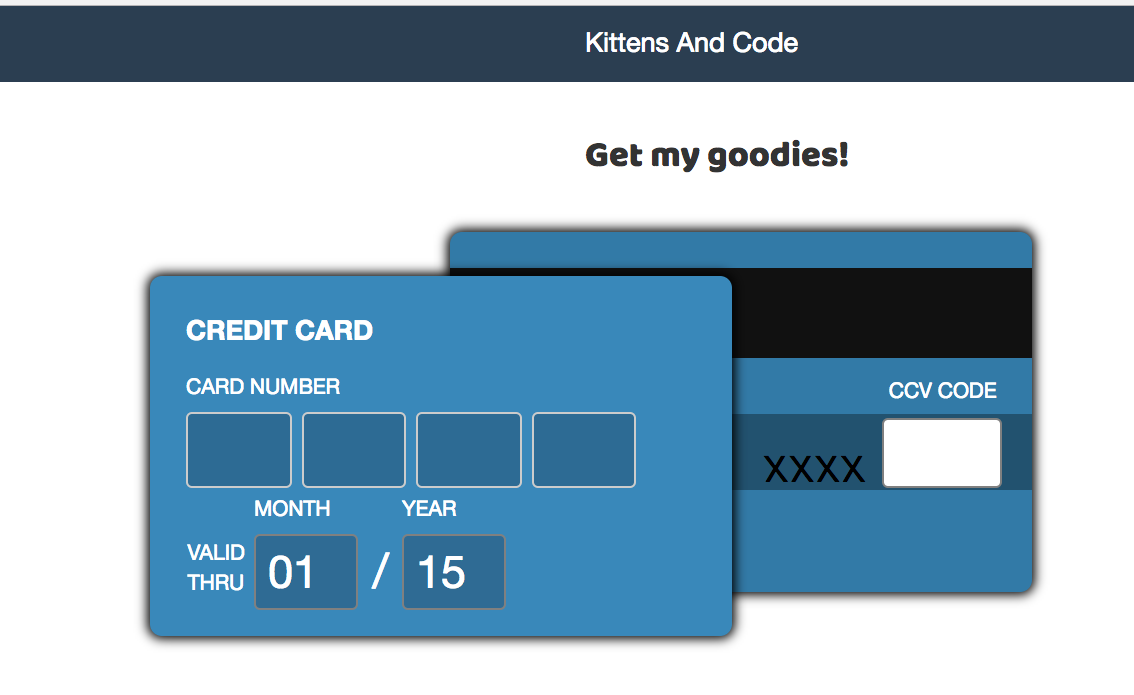 Kittens And Code
Get my goodies!
CREDIT CARD
CARD NUMBER
CCV CODE
XXXX
MONTH YEAR
VALID THRU
01 / 15